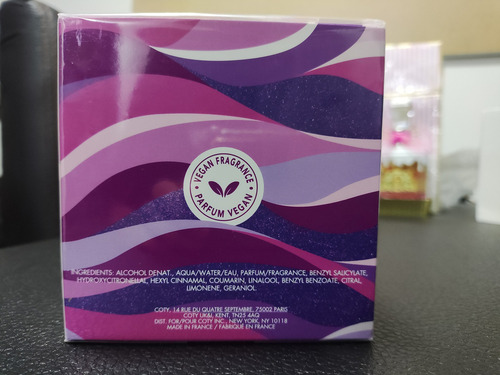 • VEGAN FRAGRANCE •
PARFUM VEGAN
INGREDIENTS: ALCOHOL DENAT., AQUA/WATER/EAU, PARFUM/FRAGRANCE, BENZYL SALICYLATE,
HYDROXYCITRONELLAL, HEXYL CINNAMAL, COUMARIN, LINALOOL, BENZYL BENZOATE, CITRAL,
LIMONENE, GERANIOL.
COTY, 14 RUE DU QUATRE SEPTEMBRE, 75002 PARIS
COTY UK&I, KENT, TN25 4AQ
DIST. FOR/POUR COTY INC., NEW YORK, NY 10118
MADE IN FRANCE / FABRIQUÉ EN FRANCE